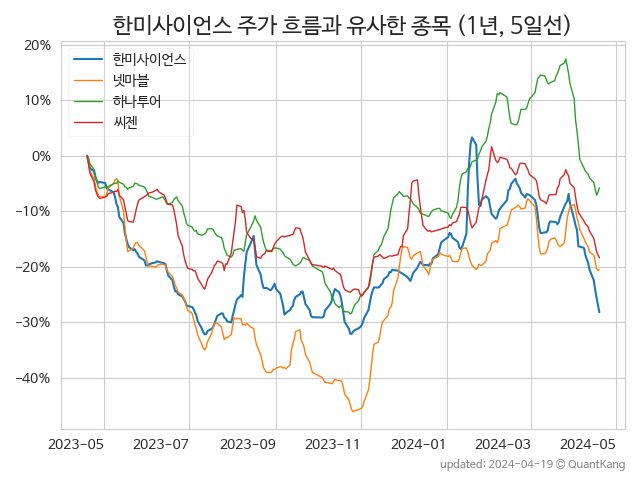 한미사이언스 주가 흐름과 유사한 종목 (1년, 5일선)
한미사이언스
넷마블
하나투어
씨젠
20%
10%
0%
−10%
−20%
−30%
−40%
2023-05 2023-07 2023-09 2023-11 2024-01 2024-03 2024-05
updated: 2024-04-19 © QuantKang